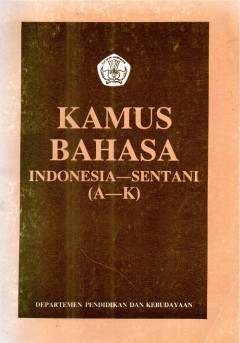 KAMUS
BAHASA
INDONESIA—SENTANI
(A—K)
DEPARTEMEN PENDIDIKAN DAN KEBUDAYAAN